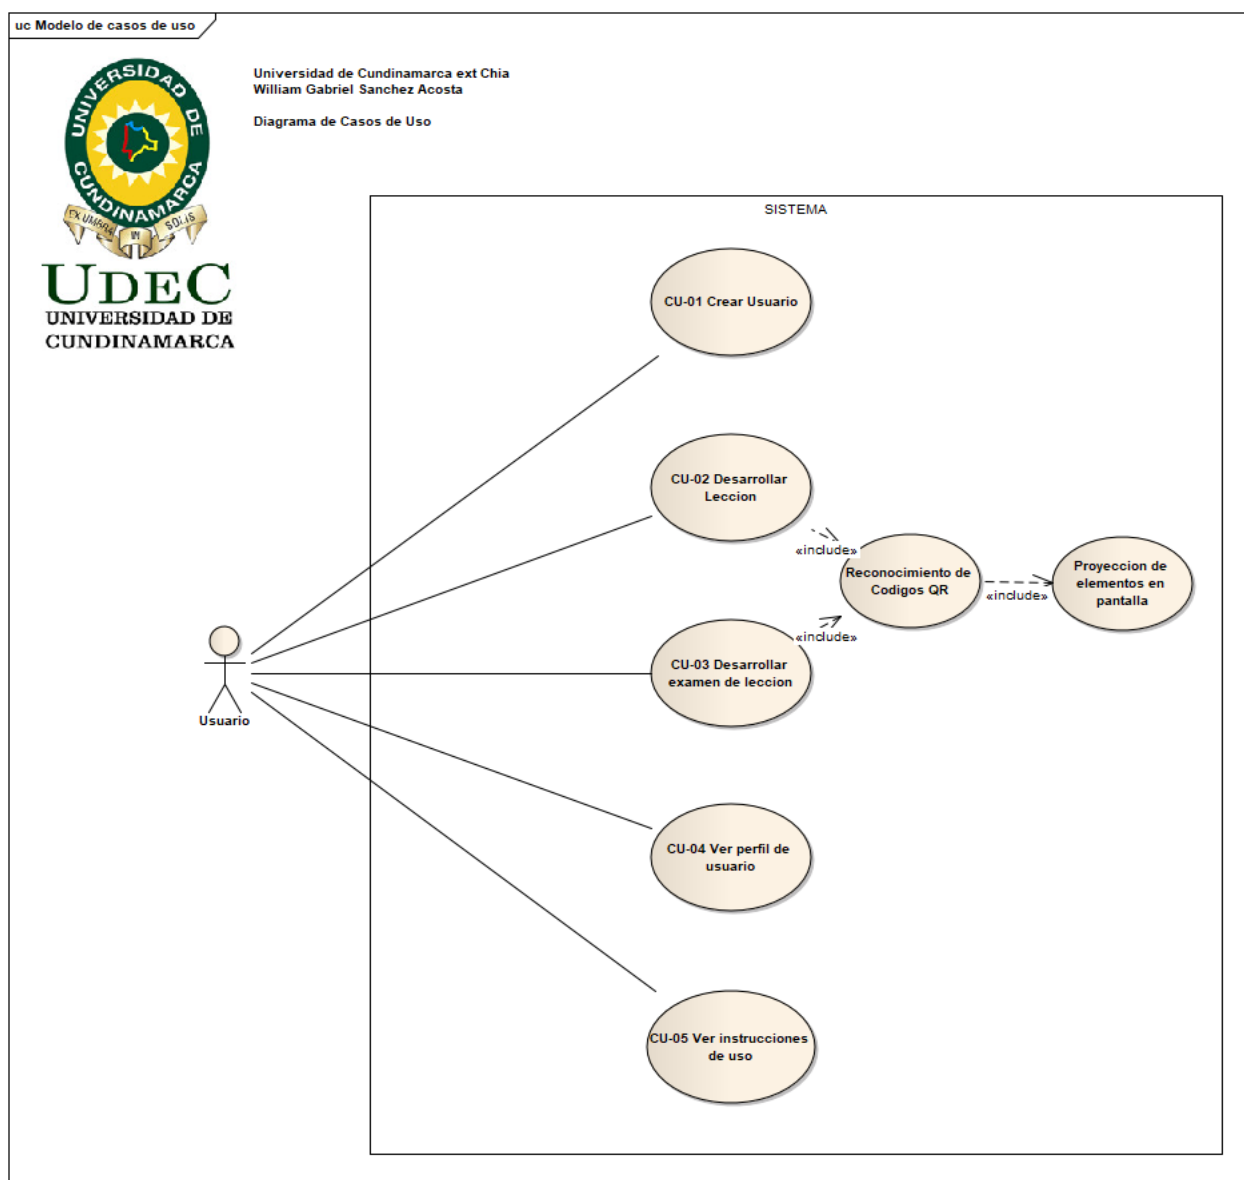 uc Modelo de casos de uso
UNIVERSIDAD DE
CUNDINAMARCA
EX UMBRA
IN
SOLIS
UDEC
UNIVERSIDAD DE
CUNDINAMARCA
Universidad de Cundinamarca ext Chia
William Gabriel Sanchez Acosta
Diagrama de Casos de Uso
SISTEMA
CU-01 Crear Usuario
CU-02 Desarrollar
Leccion
«include»
Reconocimiento de
Codigos QR
«include»
Proyeccion de
elementos en
pantalla
«include»
CU-03 Desarrollar
examen de leccion
Usuario
CU-04 Ver perfil de
usuario
CU-05 Ver instrucciones
de uso